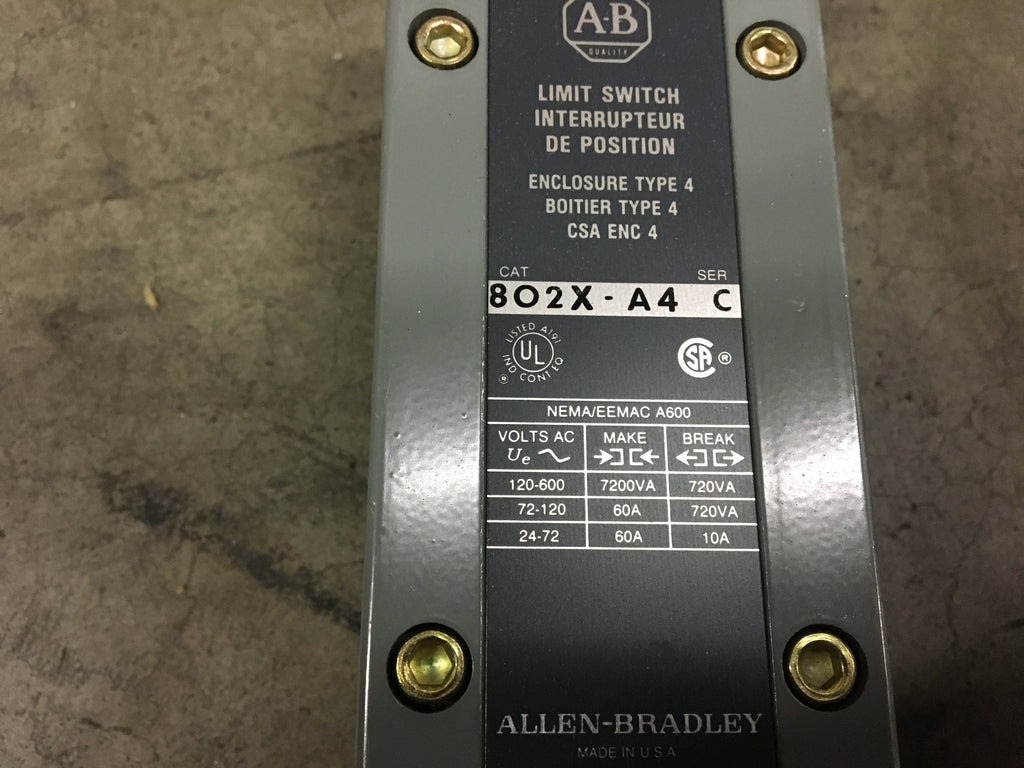 A-B
QUALITY
LIMIT SWITCH
INTERRUPTEUR
DE POSITION
ENCLOSURE TYPE 4
BOITIER TYPE 4
CSA ENC 4
CAT SER
802X - A4 C
LISTED A191
UL
IND CONT EQ
®
SA ®
NEMA/EEMAC A600
VOLTS AC MAKE BREAK
Ue ~
120-600 7200VA 720VA
72-120 60A 720VA
24-72 60A 10A
ALLEN-BRADLEY
MADE IN U.S.A